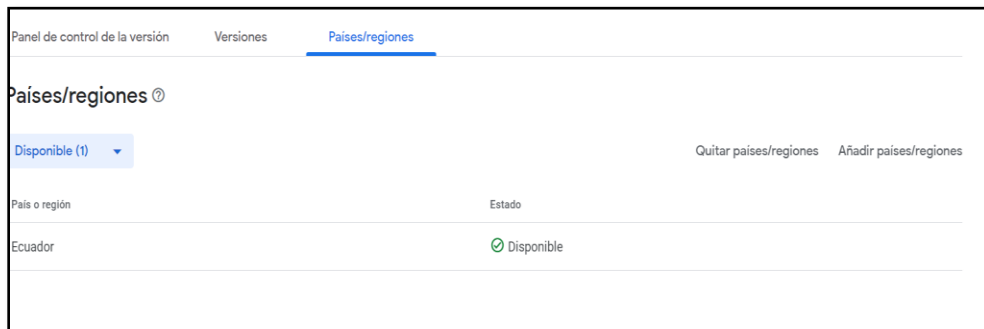 Panel de control de la versión Versiones Países/regiones
Países/regiones
Disponible (1)
Quitar países/regiones Añadir países/regiones
País o región Estado
Ecuador Disponible